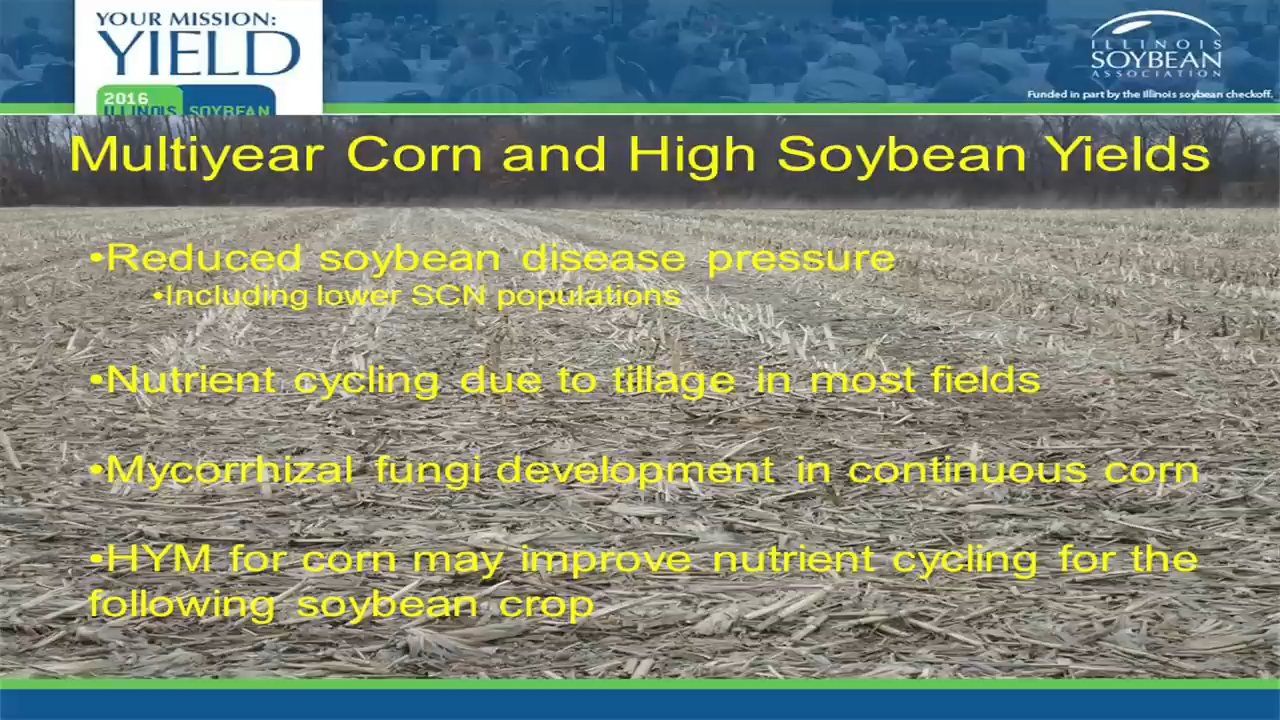 YOUR MISSION:
YIELD
2016
ILLINOIS SOYBEAN
ILLINOIS
SOYBEAN
ASSOCIATION
Funded in part by the Illinois soybean checkoff.
Multiyear Corn and High Soybean Yields
•Reduced soybean disease pressure
•Including lower SCN populations
•Nutrient cycling due to tillage in most fields
•Mycorrhizal fungi development in continuous corn
•HYM for corn may improve nutrient cycling for the
following soybean crop